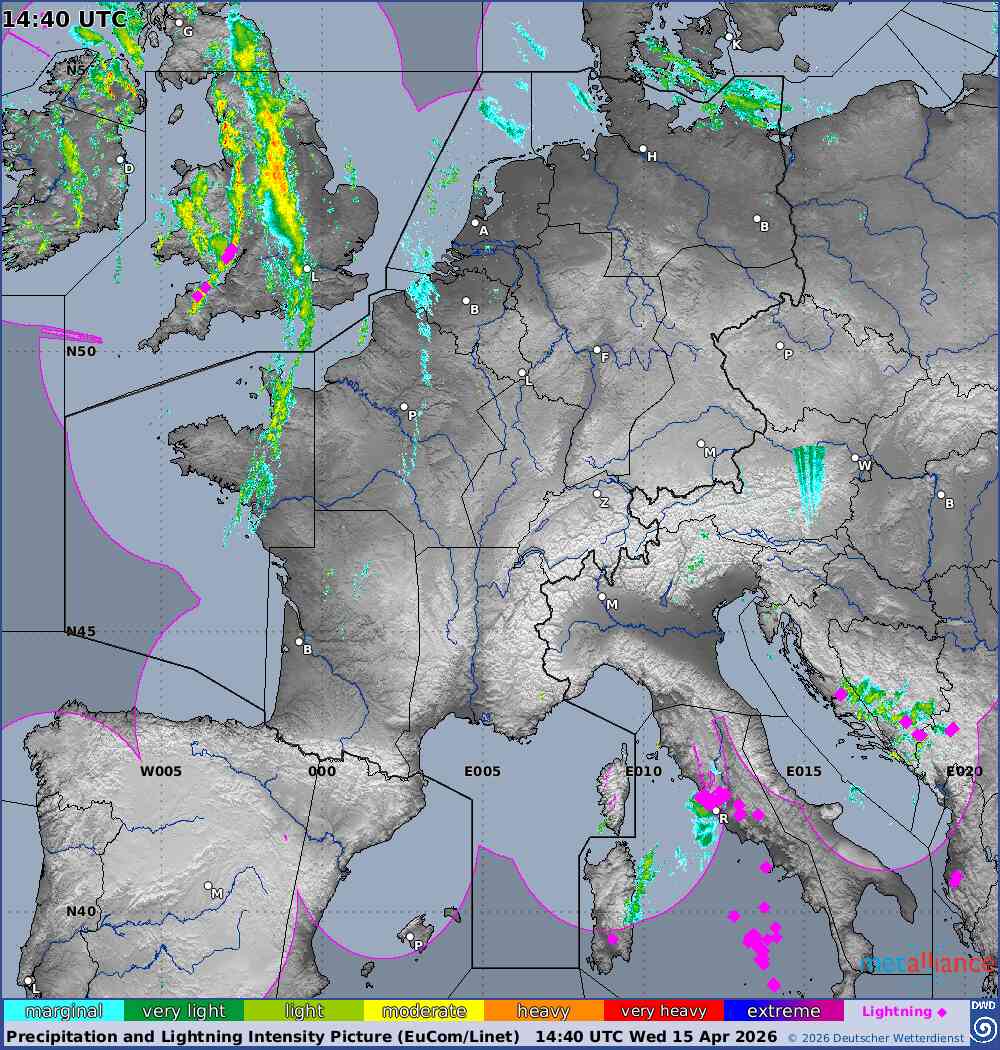 14:40 UTC
G
K
N55
D
H
A
B
L
B
N50
P
F
L
P
M
W
B
Z
M
N45
B
W005
000
E005
E010
E015
E020
R
M
N40
P
L
metalliance
marginal very light light moderate heavy very heavy extreme Lightning
DWD
Precipitation and Lightning Intensity Picture (EuCom/Linet) 14:40 UTC Wed 15 Apr 2026 © 2026 Deutscher Wetterdienst